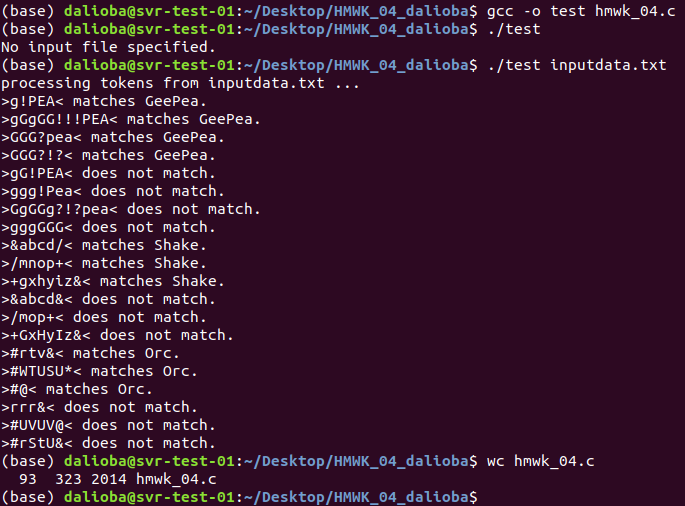 (base) dalioba@svr-test-01:~/Desktop/HMWK_04_dalioba$ gcc -o test hmwk_04.c
(base) dalioba@svr-test-01:~/Desktop/HMWK_04_dalioba$ ./test
No input file specified.
(base) dalioba@svr-test-01:~/Desktop/HMWK_04_dalioba$ ./test inputdata.txt
processing tokens from inputdata.txt ...
>g!PEA< matches GeePea.
>gGgGG!!!PEA< matches GeePea.
>GGG?pea< matches GeePea.
>GGG?!?< matches GeePea.
>gG!PEA< does not match.
>ggg!Pea< does not match.
>GgGGg?!?pea< does not match.
>gggGGG< does not match.
>&abcd/< matches Shake.
>/mnop+< matches Shake.
>+gxhyiz&< matches Shake.
>&abcd&< does not match.
>/mop+< does not match.
>+GxHyIz&< does not match.
>#rtv&< matches Orc.
>#WTUSU*< matches Orc.
>#@< matches Orc.
>rrr&< does not match.
>#UVUV@< does not match.
>#rStU&< does not match.
(base) dalioba@svr-test-01:~/Desktop/HMWK_04_dalioba$ wc hmwk_04.c
  93  323 2014 hmwk_04.c
(base) dalioba@svr-test-01:~/Desktop/HMWK_04_dalioba$